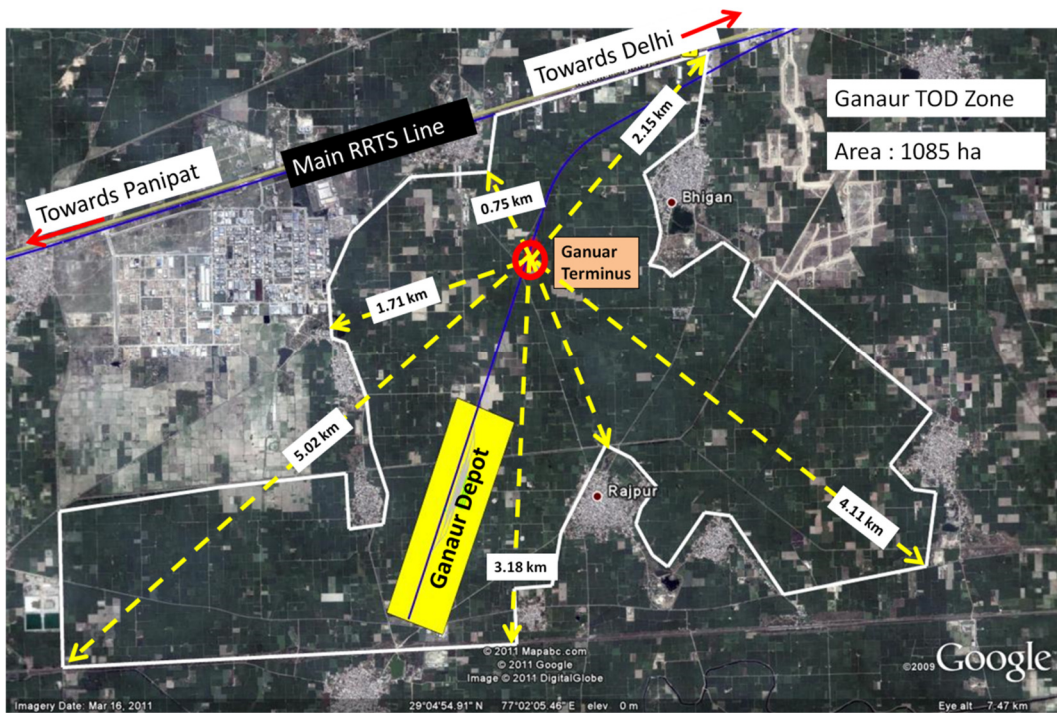 Towards Delhi
Ganaur TOD Zone
Area : 1085 ha
Main RRTS Line
2.15 km
Towards Panipat
Bhigan
0.75 km
Ganuar
Terminus
1.71 km
5.02 km
Ganaur Depot
Rajpur
4.11 km
3.18 km
© 2011 Mapabc.com
© 2011 Google
Image © 2011 DigitalGlobe
©2009 Google
Imagery Date: Mar 16, 2011
29°04'54.91" N 77°02'05.46" E elev 0 m
Eye alt 7.47 km